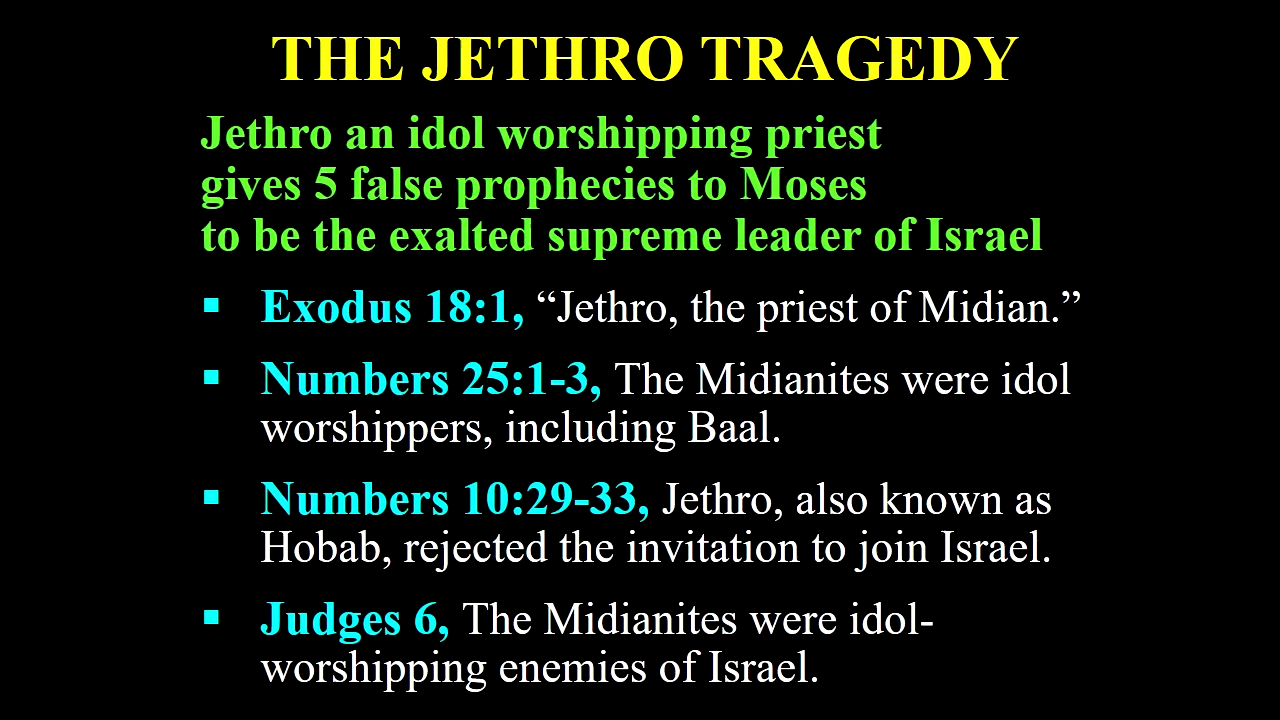 THE JETHRO TRAGEDY
Jethro an idol worshipping priest
gives 5 false prophecies to Moses
to be the exalted supreme leader of Israel
▪ Exodus 18:1, “Jethro, the priest of Midian.”
▪ Numbers 25:1-3, The Midianites were idol
worshippers, including Baal.
▪ Numbers 10:29-33, Jethro, also known as
Hobab, rejected the invitation to join Israel.
▪ Judges 6, The Midianites were idol-
worshipping enemies of Israel.